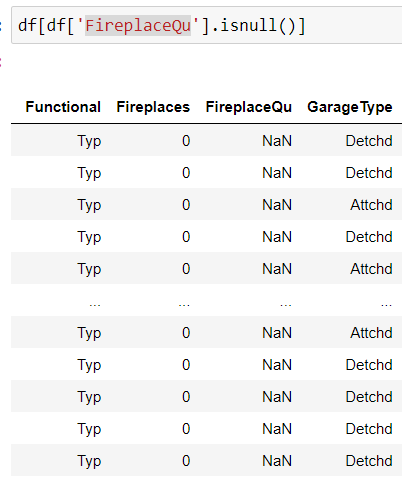 df[df['FireplaceQu'].isnull()]
Functional Fireplaces FireplaceQu GarageType
Typ 0 NaN Detchd
Typ 0 NaN Detchd
Typ 0 NaN Attchd
Typ 0 NaN Detchd
Typ 0 NaN Attchd
... ... ... ...
Typ 0 NaN Attchd
Typ 0 NaN Detchd
Typ 0 NaN Detchd
Typ 0 NaN Detchd
Typ 0 NaN Detchd